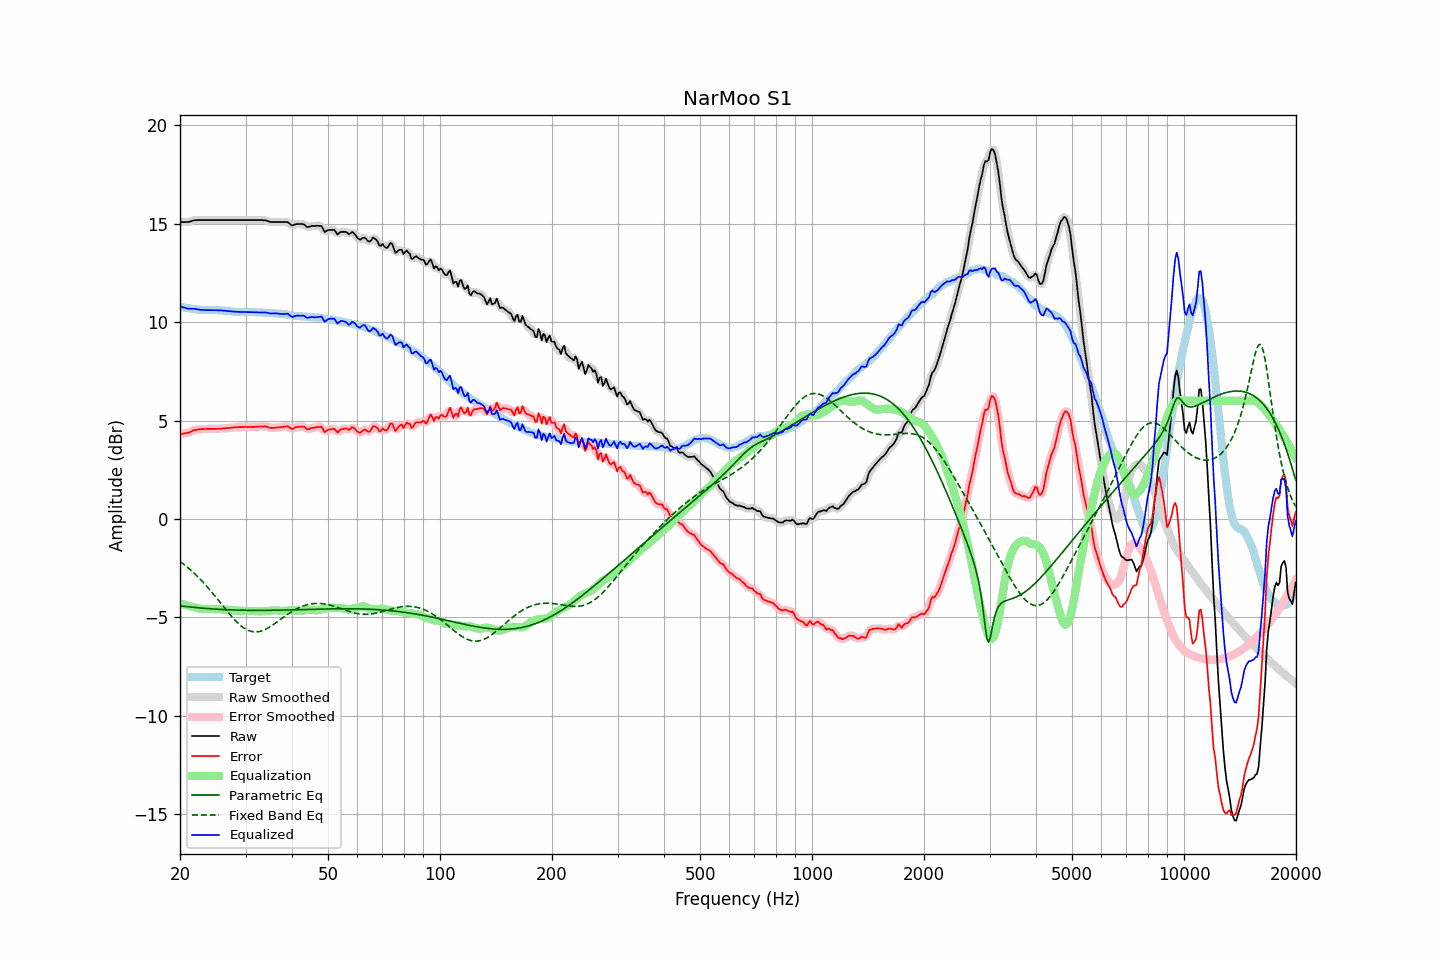 NarMoo S1
Amplitude (dBr)
20
15
10
5
0
−5
−10
−15
Target
Raw Smoothed
Error Smoothed
Raw
Error
Equalization
Parametric Eq
Fixed Band Eq
Equalized
20 50 100 200 500 1000 2000 5000 10000 20000
Frequency (Hz)